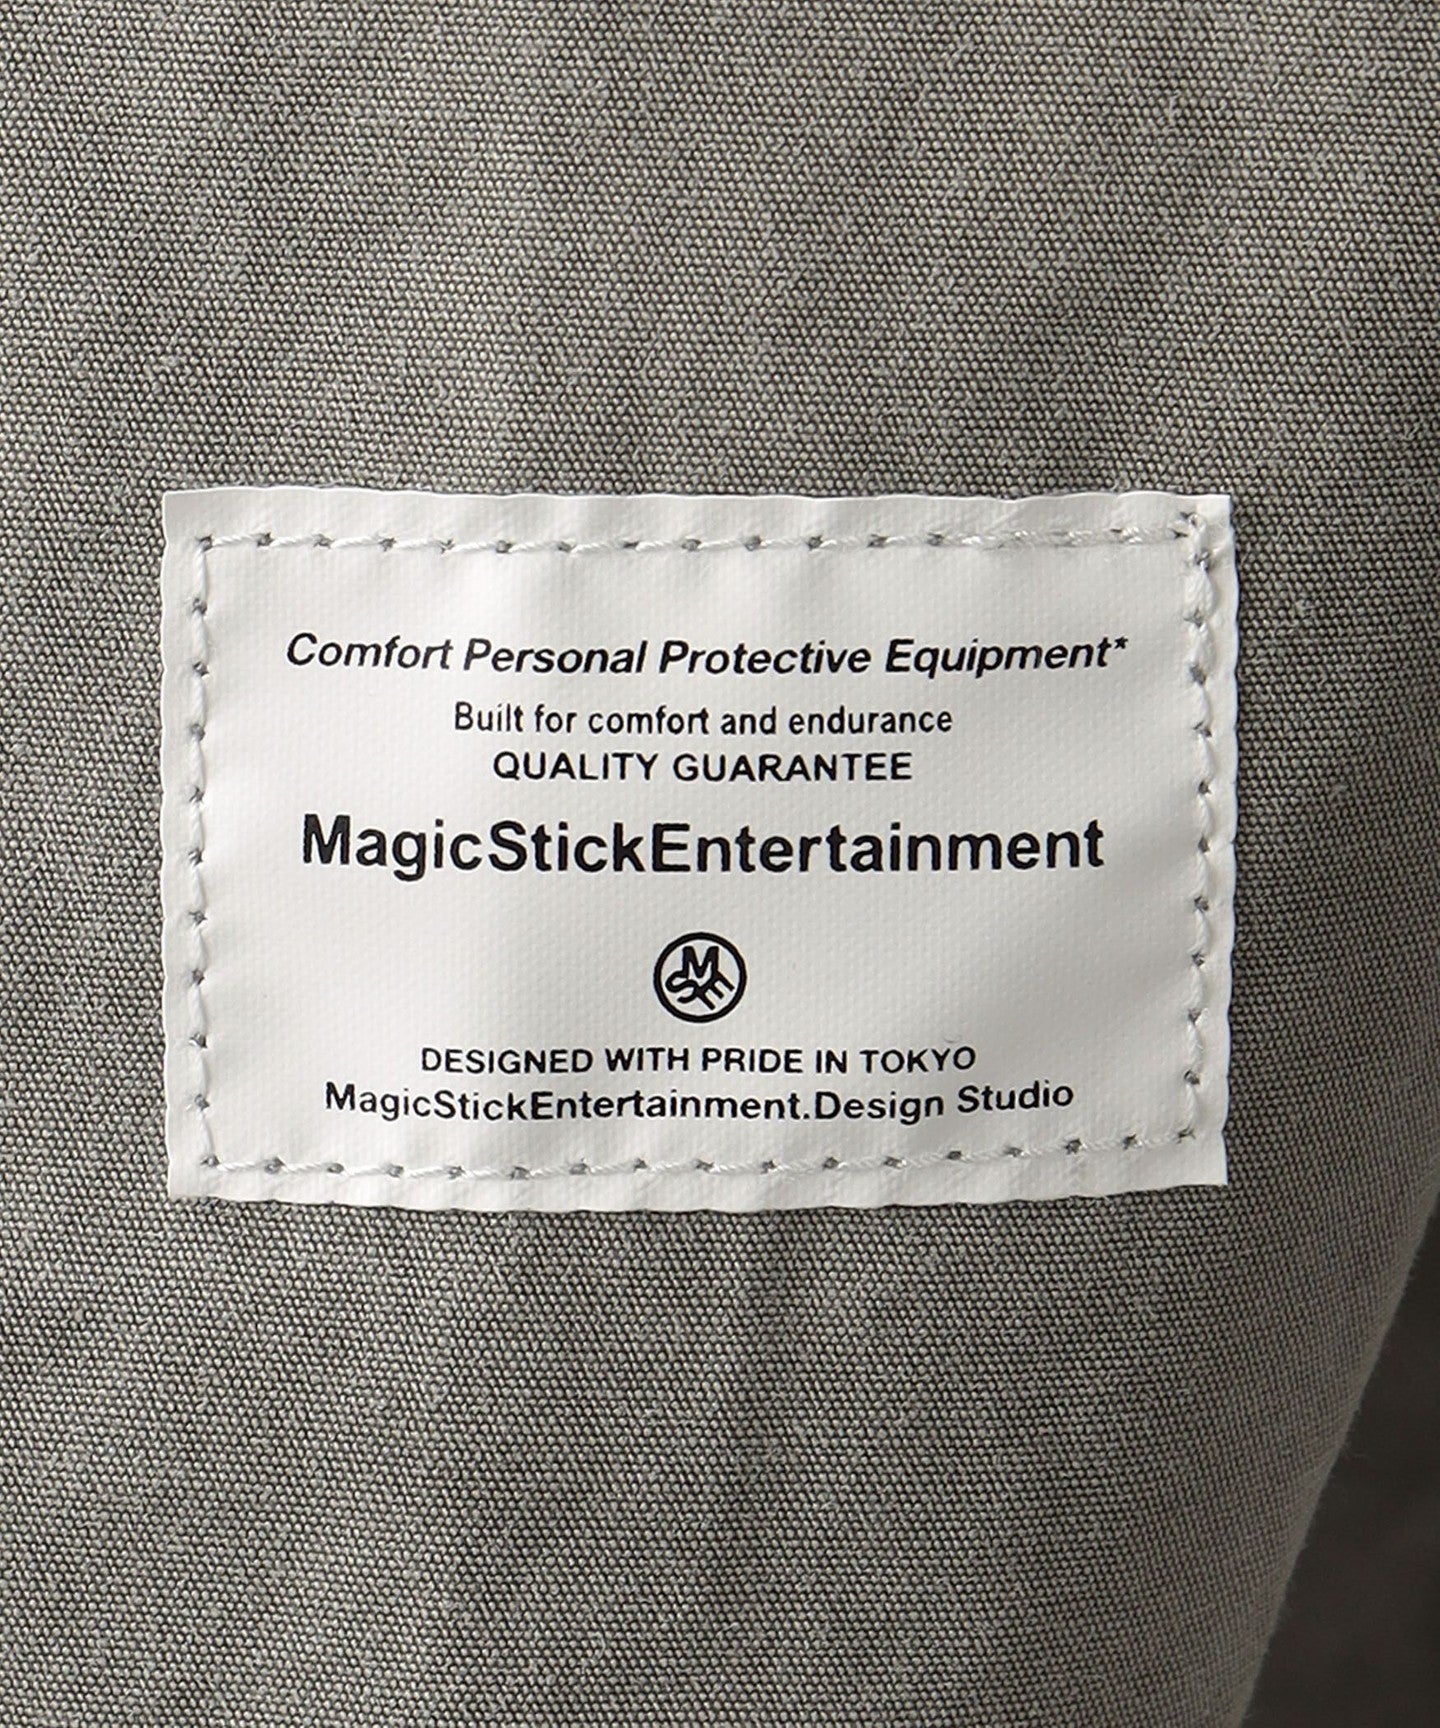 Comfort Personal Protective Equipment*
Built for comfort and endurance
QUALITY GUARANTEE
MagicStickEntertainment
MSE
DESIGNED WITH PRIDE IN TOKYO
MagicStickEntertainment.Design Studio